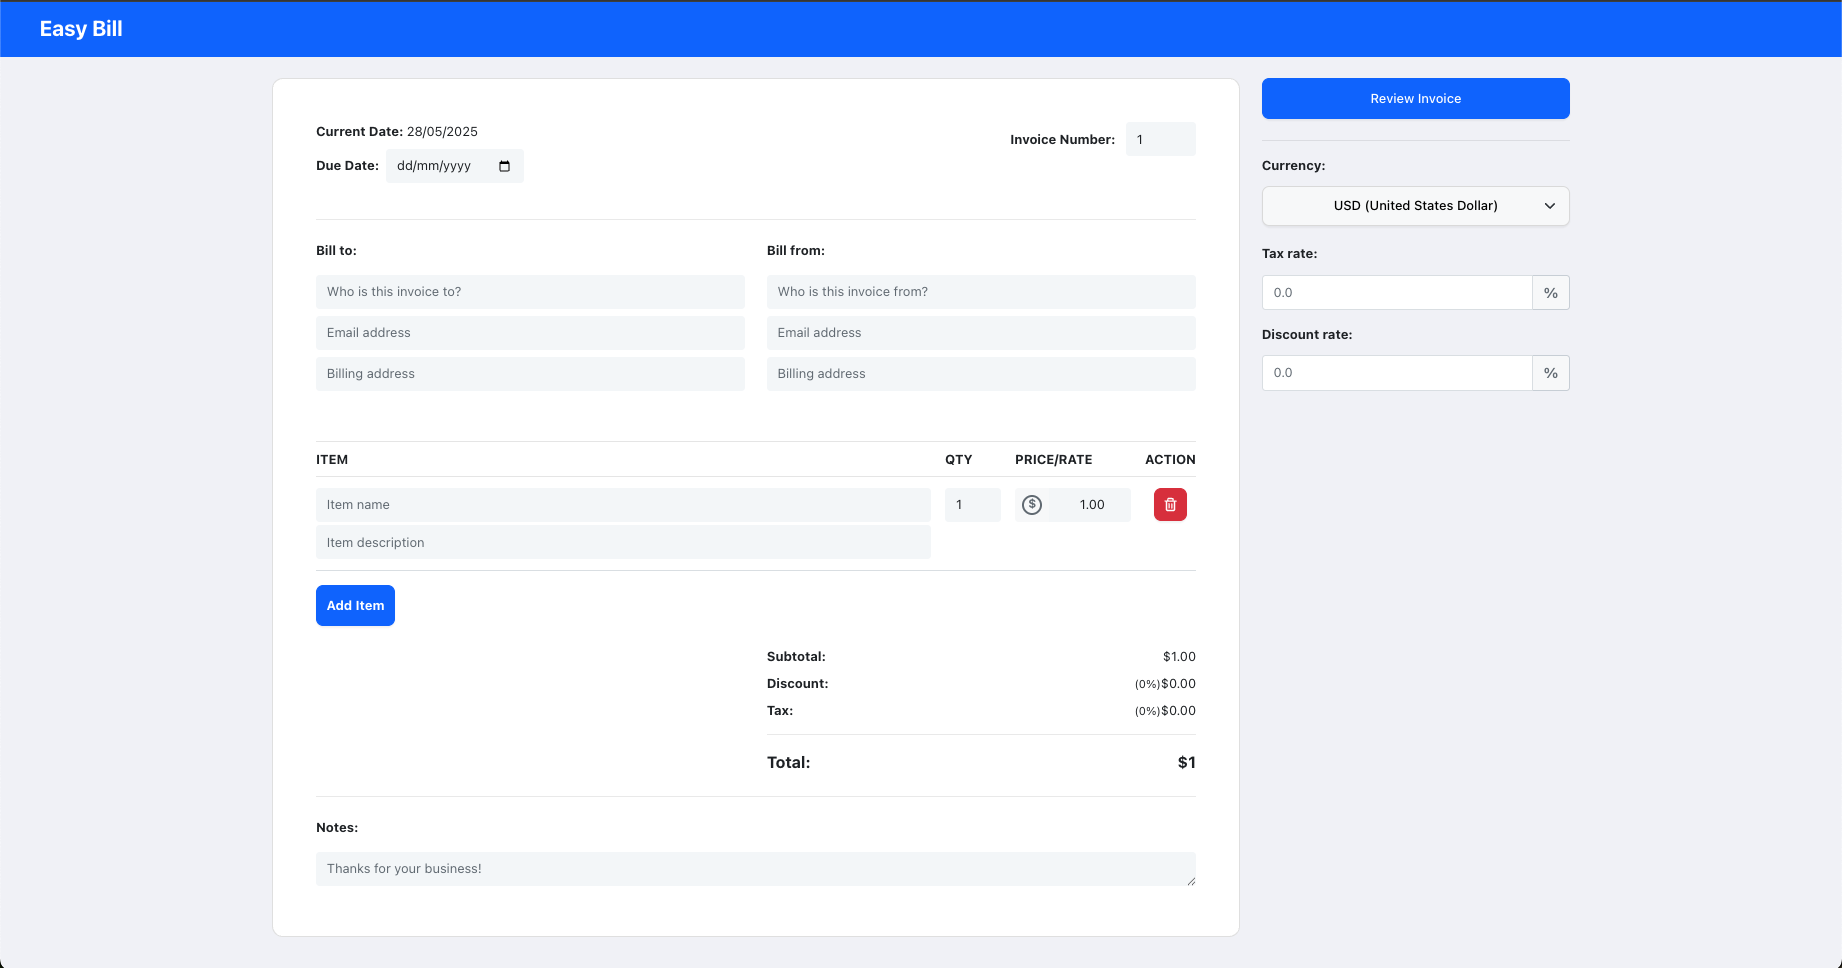 Easy Bill
Current Date: 28/05/2025
Due Date: dd/mm/yyyy
Invoice Number: 1
Bill to:
Who is this invoice to?
Email address
Billing address
Bill from:
Who is this invoice from?
Email address
Billing address
ITEM QTY PRICE/RATE ACTION
Item name 1 $ 1.00
Item description
Add Item
Subtotal: $1.00
Discount: (0%)$0.00
Tax: (0%)$0.00
Total: $1
Notes:
Thanks for your business!
Review Invoice
Currency:
USD (United States Dollar)
Tax rate:
0.0 %
Discount rate:
0.0 %